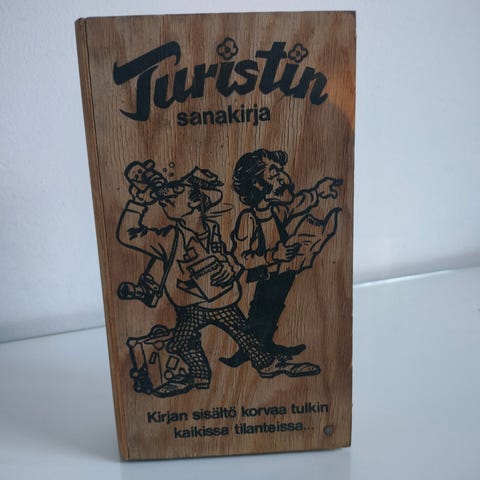 Turistin
sanakirja
Kirjan sisältö korvaa tulkin
kaikissa tilanteissa...